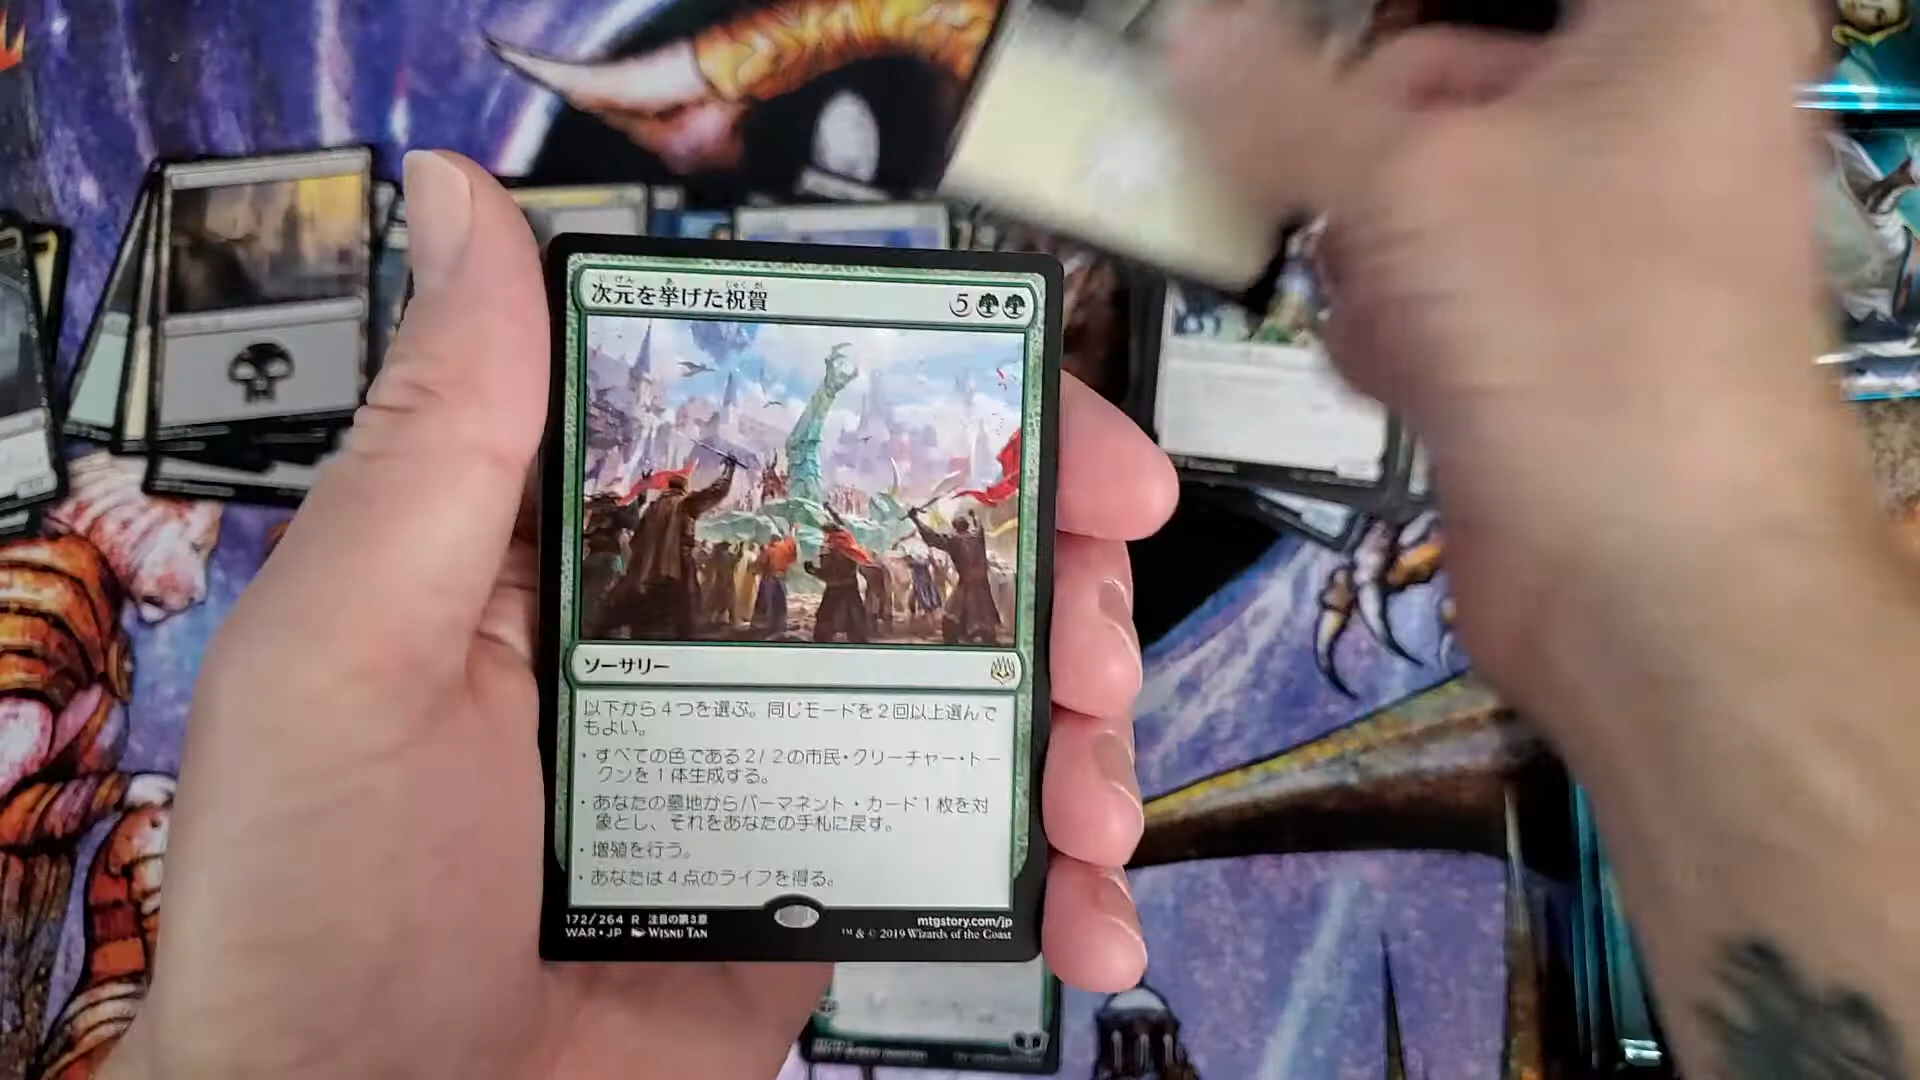 次元を挙げた祝賀
5
ソーサリー
以下から4つを選ぶ。同じモードを2回以上選んで
もよい。
・すべての色である2/2の市民・クリーチャー・トー
クンを1体生成する。
・あなたの墓地からパーマネント・カード1枚を対
象とし、それをあなたの手札に戻す。
・増殖を行う。
・あなたは4点のライフを得る。
172/264 R 注目の第3章
WAR•JP Wisnu Tan
mtgstory.com/jp
™ & © 2019 Wizards of the Coast